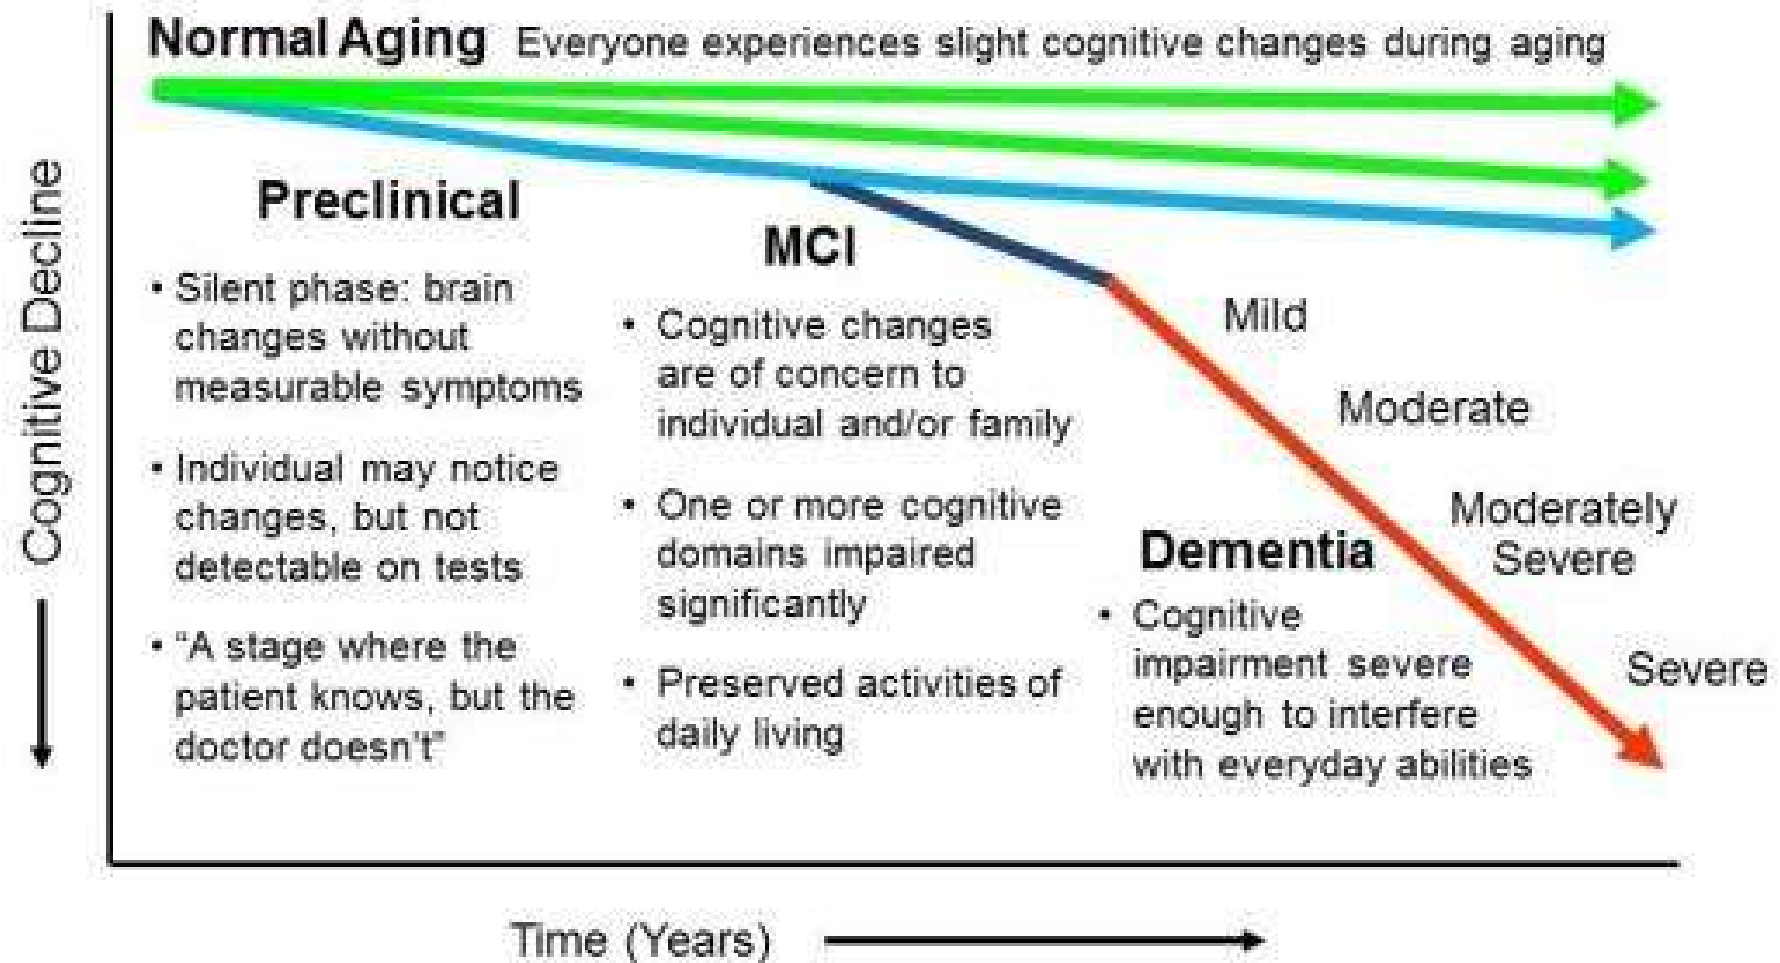 Normal Aging Everyone experiences slight cognitive changes during aging
Cognitive Decline
Preclinical
• Silent phase: brain
changes without
measurable symptoms
• Individual may notice
changes, but not
detectable on tests
• “A stage where the
patient knows, but the
doctor doesn’t”
MCI
• Cognitive changes
are of concern to
individual and/or family
• One or more cognitive
domains impaired
significantly
• Preserved activities of
daily living
Mild
Moderate
Moderately
Severe
Severe
Dementia
• Cognitive
impairment severe
enough to interfere
with everyday abilities
Time (Years)